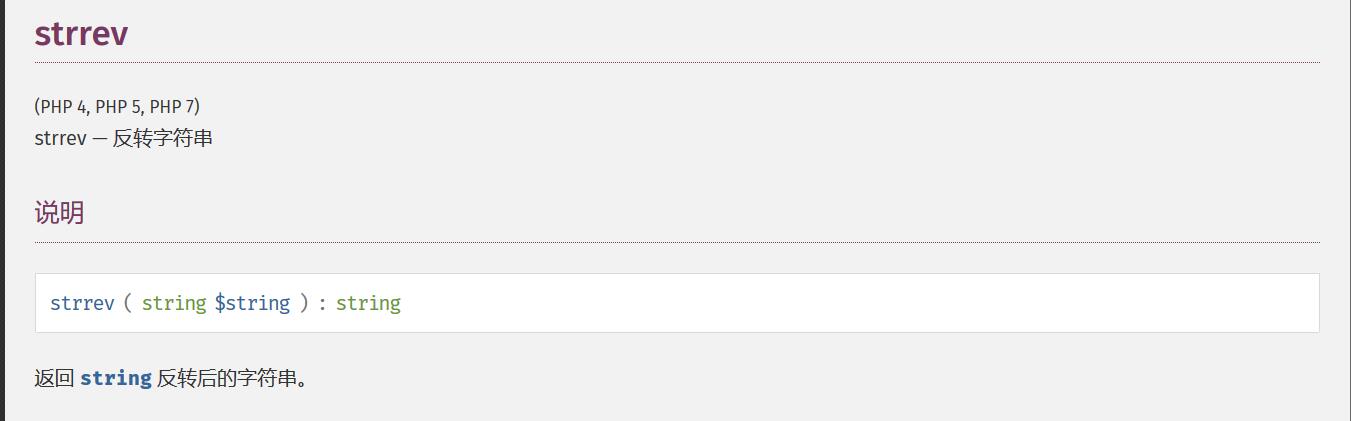 strrev
(PHP 4, PHP 5, PHP 7)
strrev — 反转字符串
说明
strrev ( string $string ) : string
返回 string 反转后的字符串。